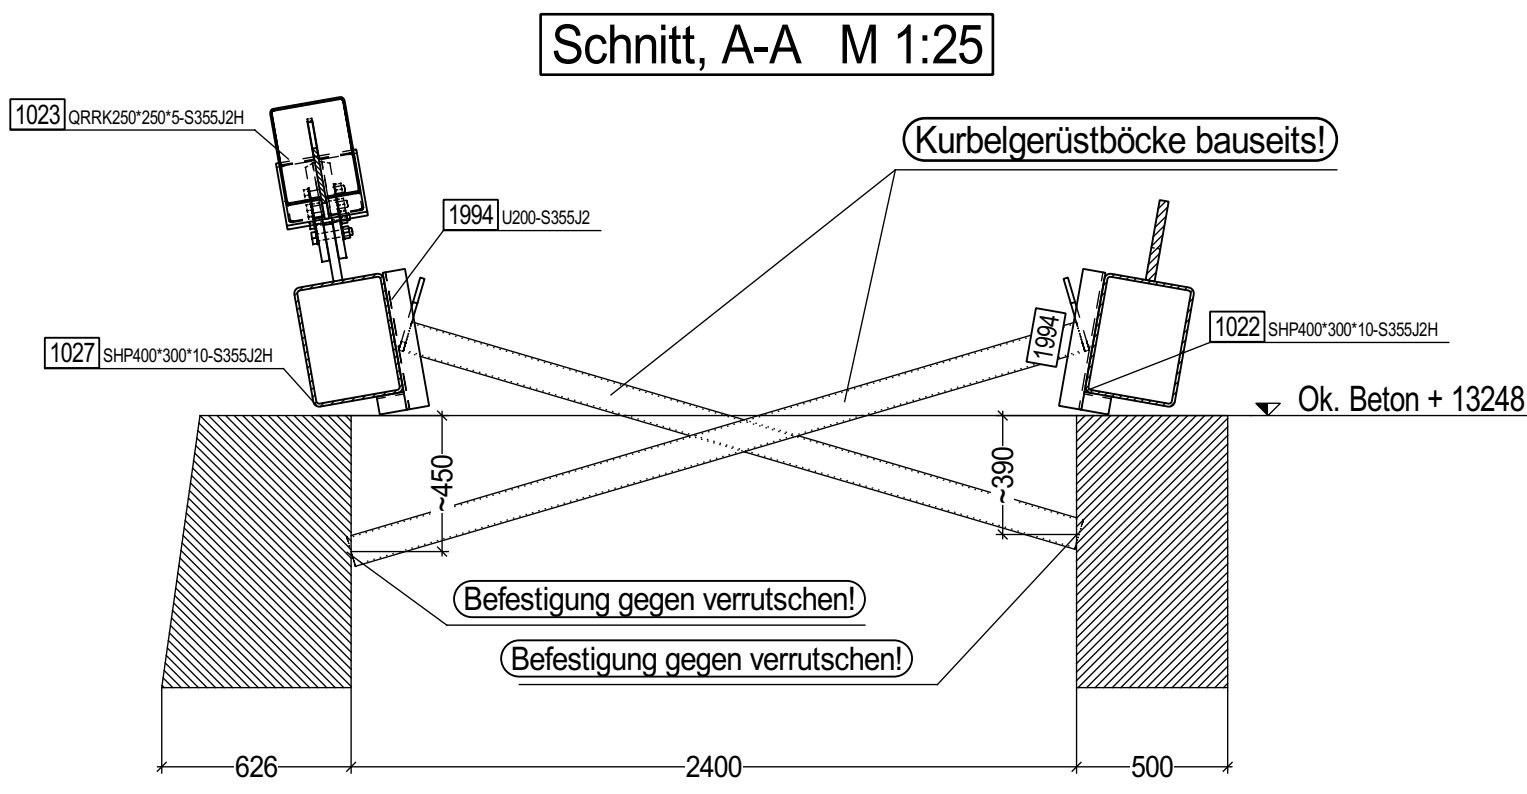 Schnitt, A-A M 1:25
1023 QRRK250*250*5-S355J2H
Kurbelgerüstböcke bauseits!
1994 U200-S355J2
1994
1022 SHP400*300*10-S355J2H
1027 SHP400*300*10-S355J2H
Ok. Beton + 13248
~450
~390
Befestigung gegen verrutschen!
Befestigung gegen verrutschen!
626
2400
500